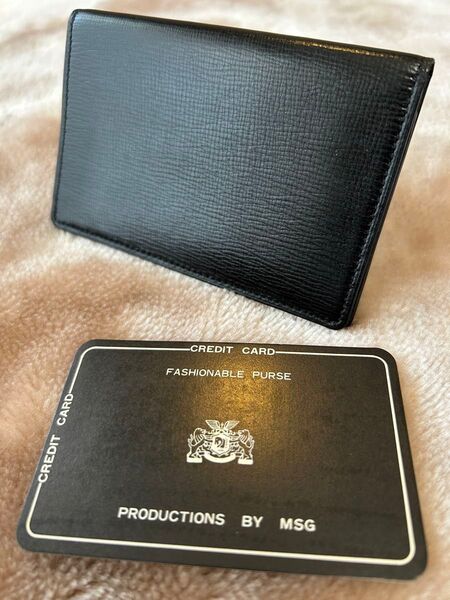 CREDIT CARD
FASHIONABLE PURSE
CREDIT CARD
PRODUCTIONS BY MSG